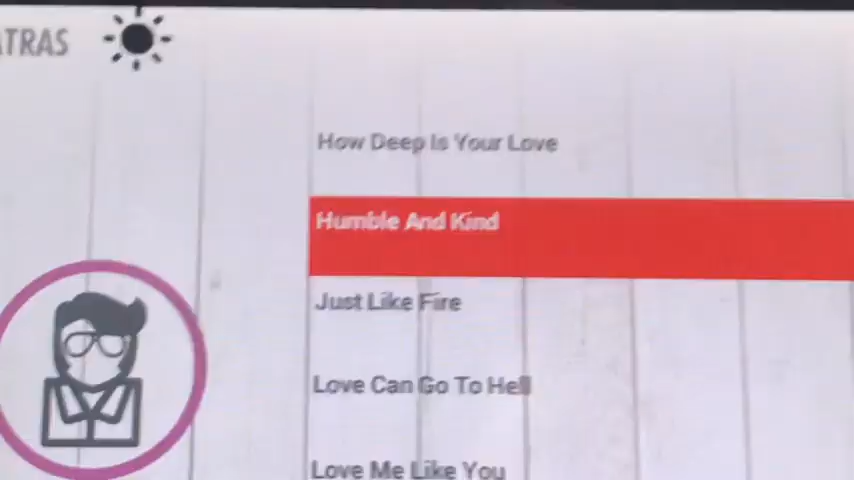 ATRAS
How Deep Is Your Love
Humble And Kind
Just Like Fire
Love Can Go To Hell
Love Me Like You